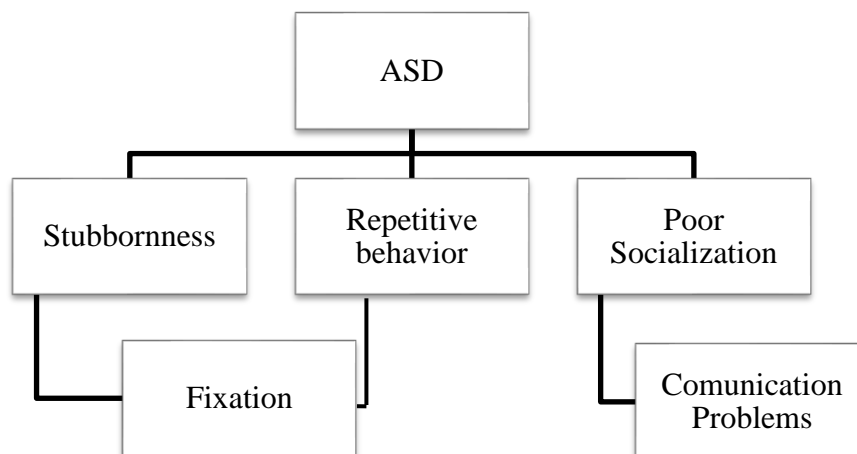 ASD
Stubbornness
Repetitive
behavior
Poor
Socialization
Fixation
Comunication
Problems